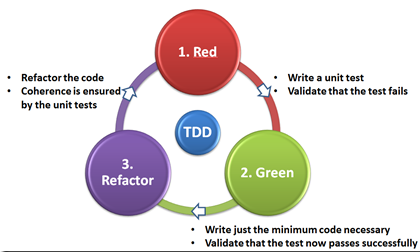 1. Red
• Write a unit test
• Validate that the test fails
2. Green
• Write just the minimum code necessary
• Validate that the test now passes successfully
3.
Refactor
• Refactor the code
• Coherence is ensured
by the unit tests
TDD